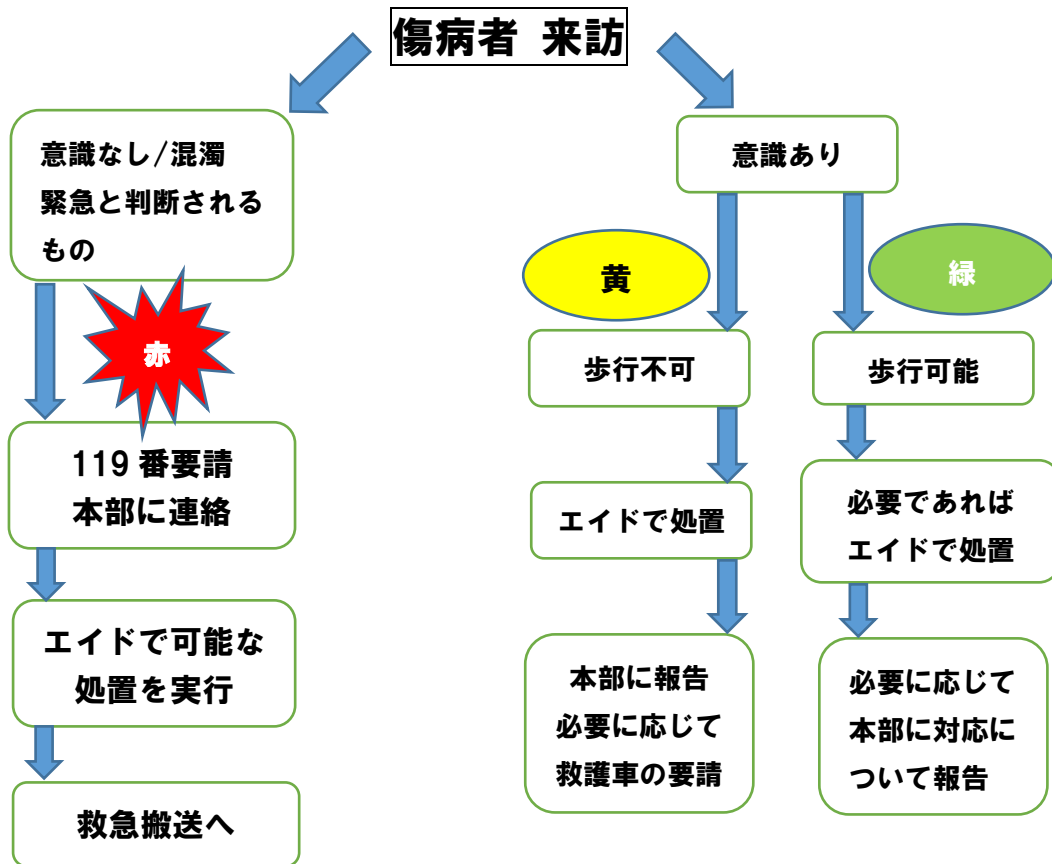 傷病者 来訪
意識なし/混濁
緊急と判断される
もの
赤
119番要請
本部に連絡
エイドで可能な
処置を実行
救急搬送へ
意識あり
黄
歩行不可
エイドで処置
本部に報告
必要に応じて
救護車の要請
緑
歩行可能
必要であれば
エイドで処置
必要に応じて
本部に対応に
ついて報告